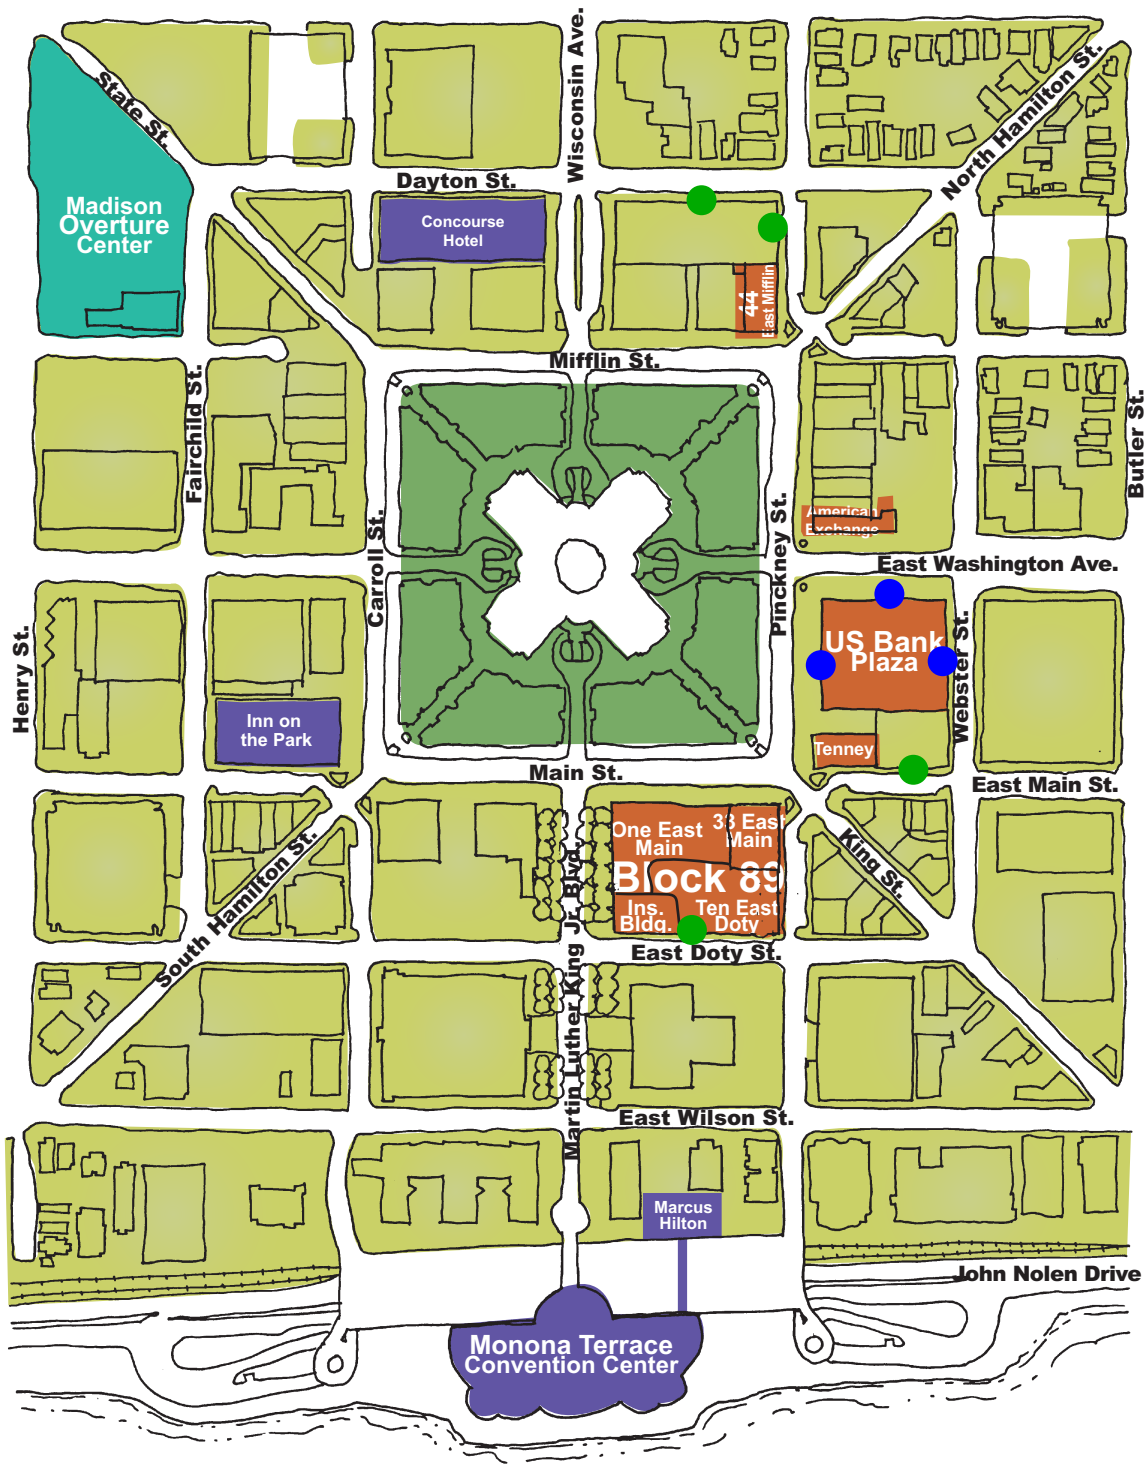 Wisconsin Ave.
State St.
North Hamilton St.
Dayton St.
Madison
Overture
Center
Concourse
Hotel
44
East Mifflin
Mifflin St.
Fairchild St.
Butler St.
Carroll St.
Pinckney St.
American
Exchange
East Washington Ave.
Henry St.
US Bank
Plaza
Webster St.
Inn on
the Park
Tenney
Main St.
East Main St.
One East
Main
33 East
Main
Block 89
Ins.
Bldg.
Ten East
Doty
King St.
South Hamilton St.
Martin Luther King Jr. Blvd.
East Doty St.
East Wilson St.
Marcus
Hilton
John Nolen Drive
Monona Terrace
Convention Center